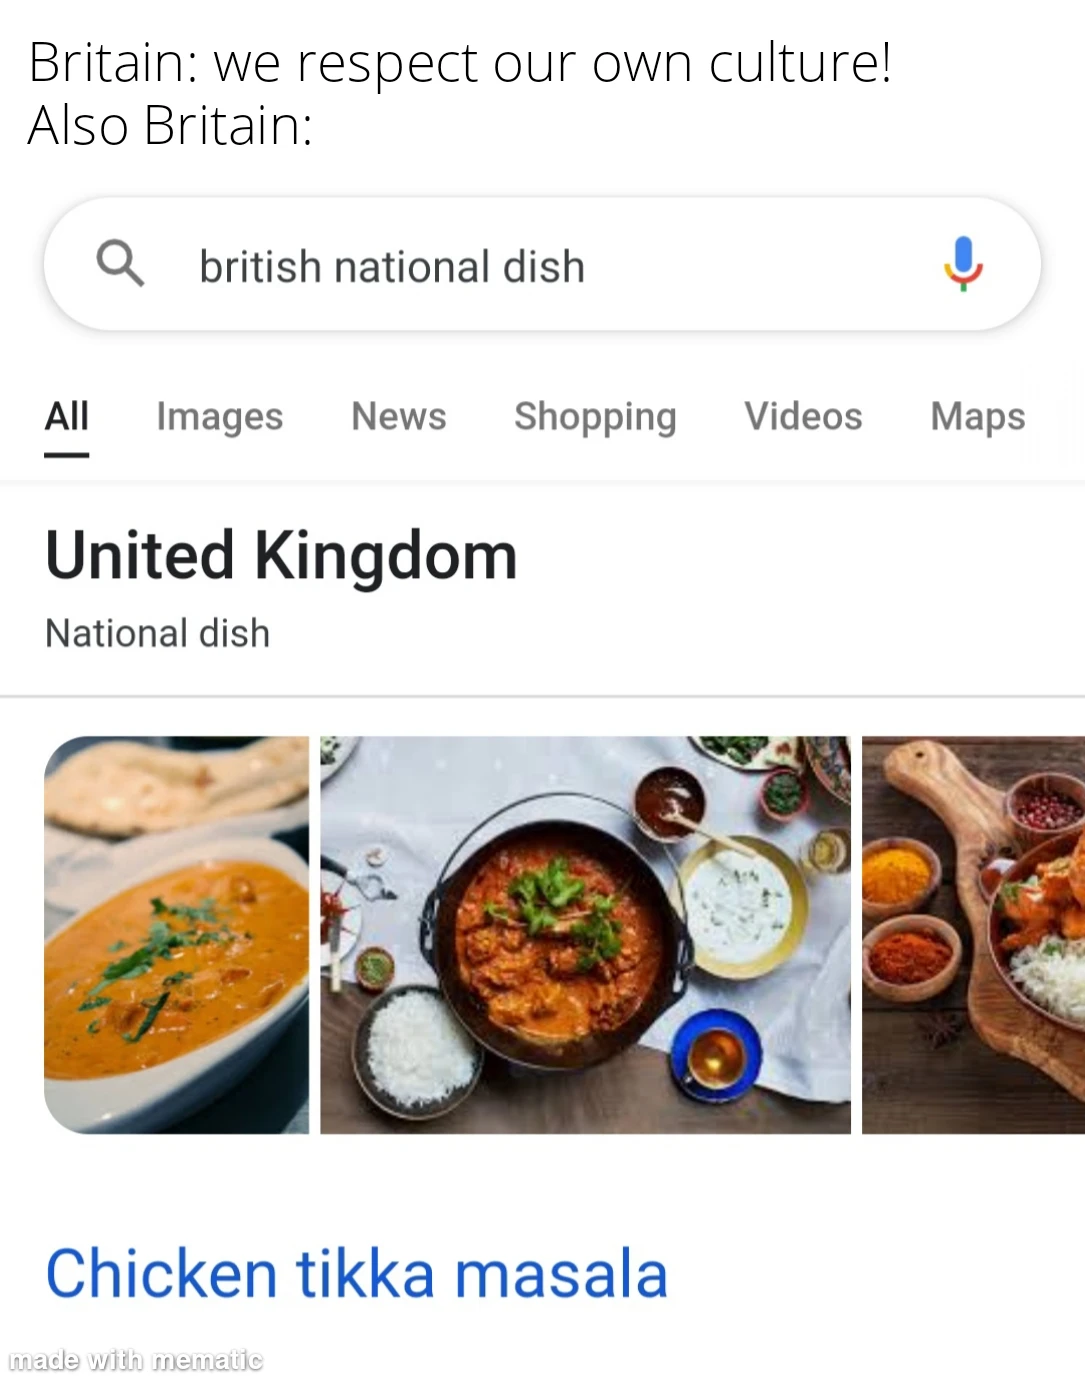 Britain: we respect our own culture!
Also Britain:
british national dish
All Images News Shopping Videos Maps
United Kingdom
National dish
Chicken tikka masala
made with mematic